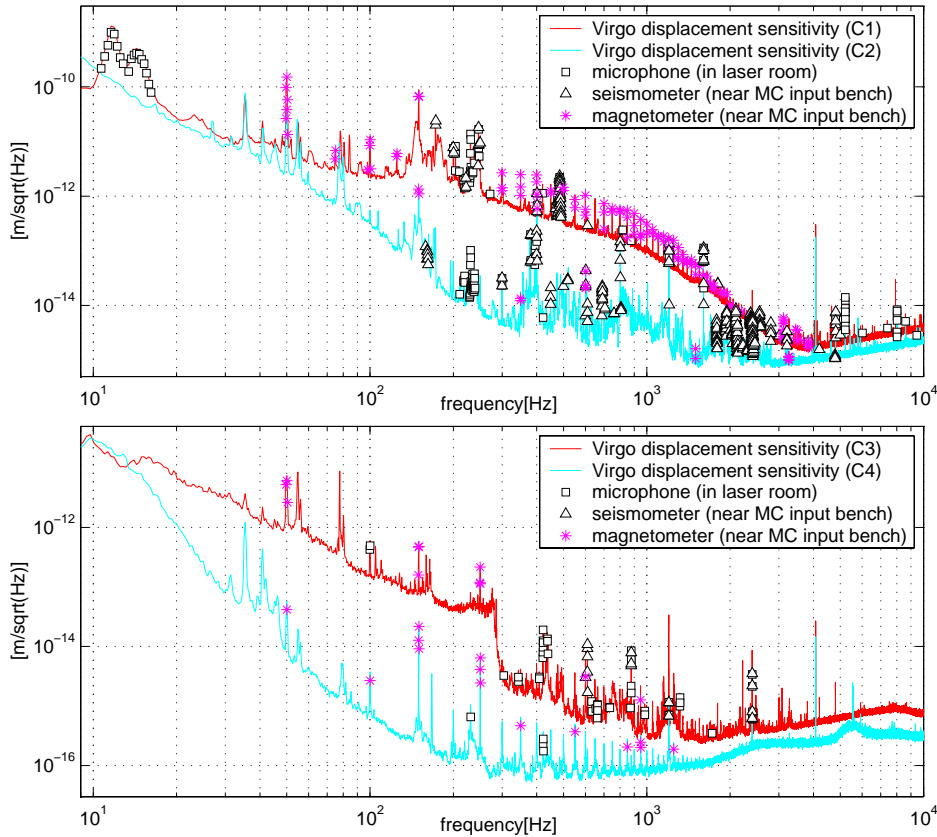 Virgo displacement sensitivity (C1)
Virgo displacement sensitivity (C2)
microphone (in laser room)
seismometer (near MC input bench)
magnetometer (near MC input bench)
[m/sqrt(Hz)]
10^-10
10^-12
10^-14
10^1
10^2
10^3
10^4
frequency[Hz]
Virgo displacement sensitivity (C3)
Virgo displacement sensitivity (C4)
microphone (in laser room)
seismometer (near MC input bench)
magnetometer (near MC input bench)
[m/sqrt(Hz)]
10^-12
10^-14
10^-16
10^1
10^2
10^3
10^4
frequency[Hz]